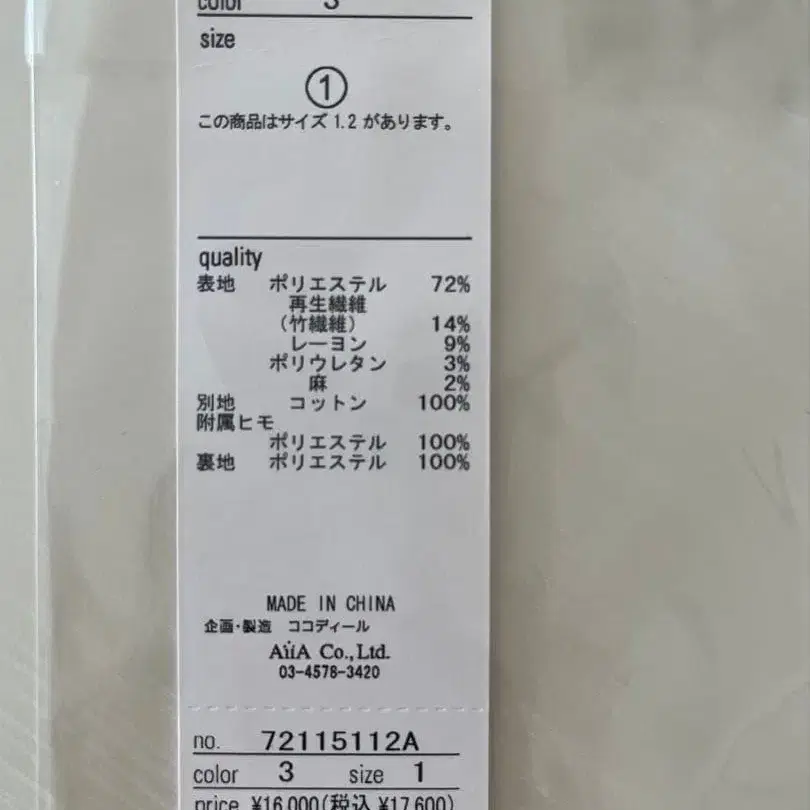 color 3
size
①
この商品はサイズ 1.2 があります。
quality
表地 ポリエステル 72%
再生繊維
(竹繊維) 14%
レーヨン 9%
ポリウレタン 3%
麻 2%
別地 コットン 100%
附属ヒモ
ポリエステル 100%
裏地 ポリエステル 100%
MADE IN CHINA
企画・製造 ココディール
AïiA Co.,Ltd.
03-4578-3420
no. 72115112A
color 3 size 1
price ¥16,000(税込 ¥17,600)